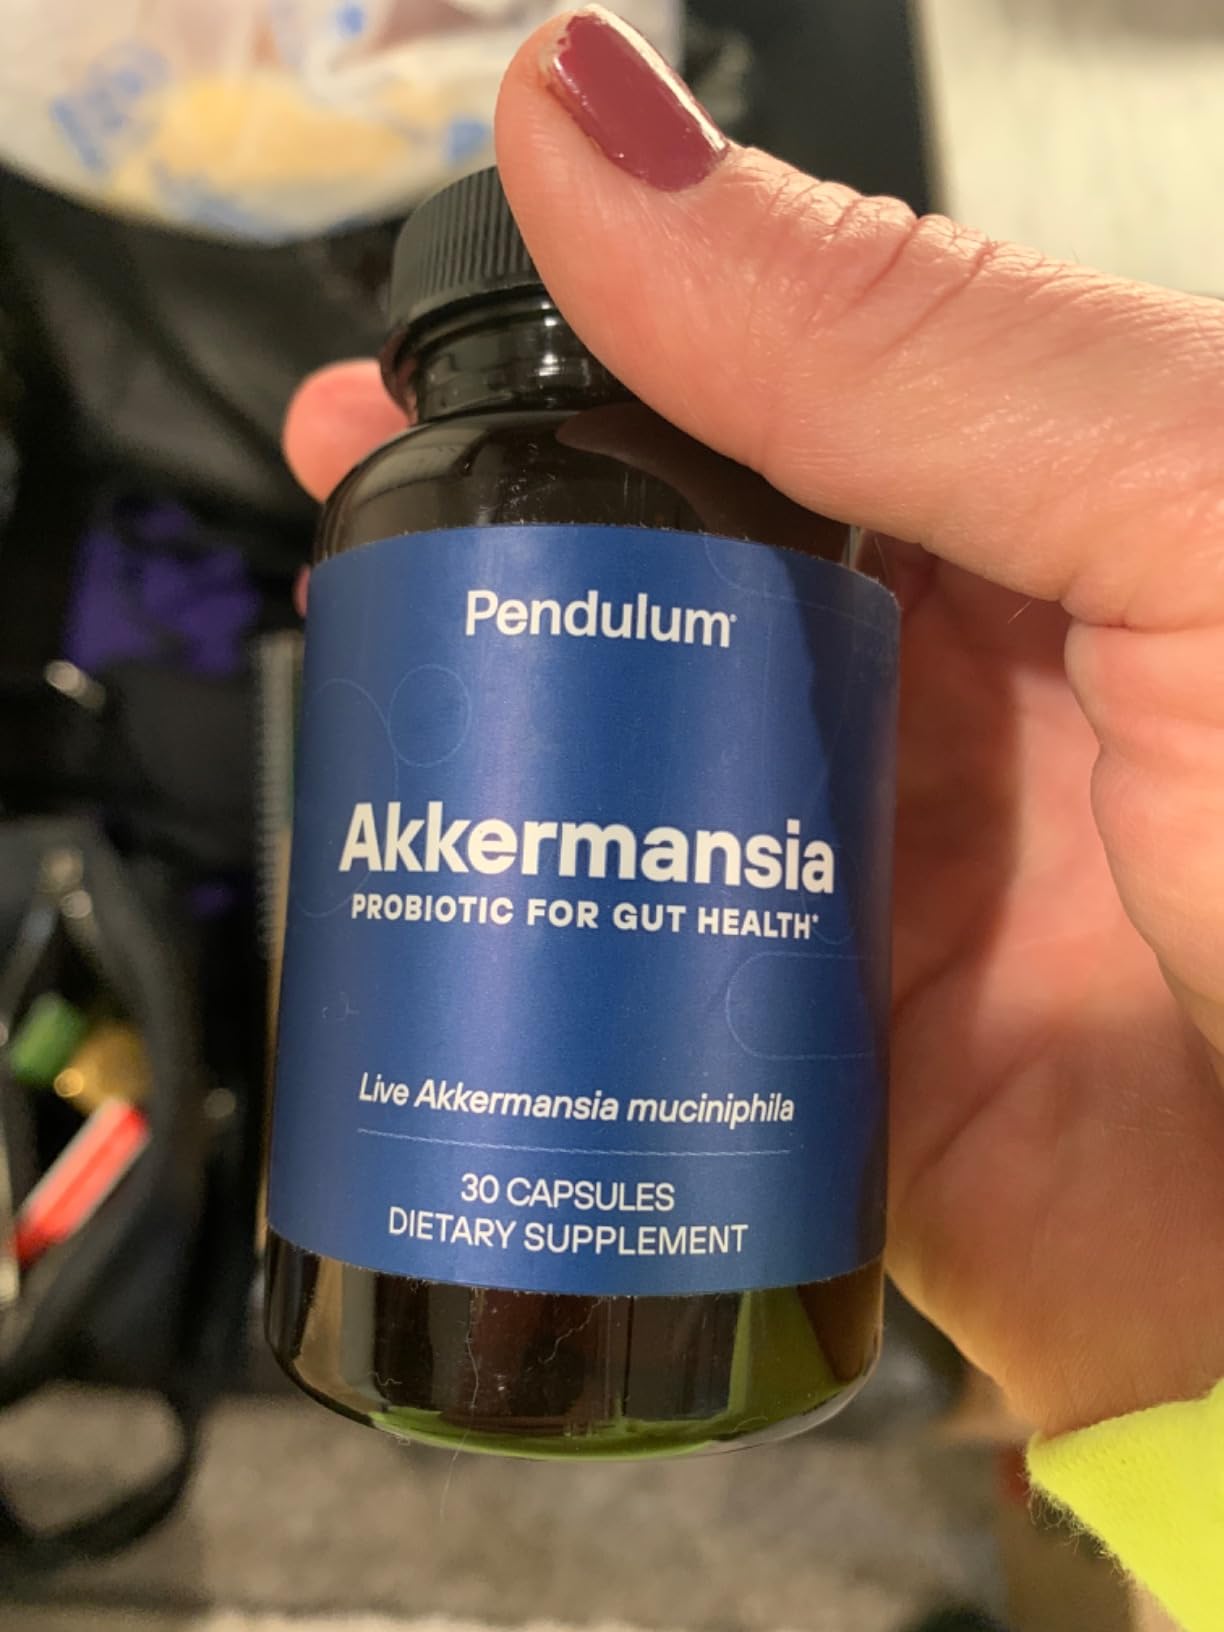 Pendulum
Akkermansia
PROBIOTIC FOR GUT HEALTH*
Live Akkermansia muciniphila
30 CAPSULES
DIETARY SUPPLEMENT